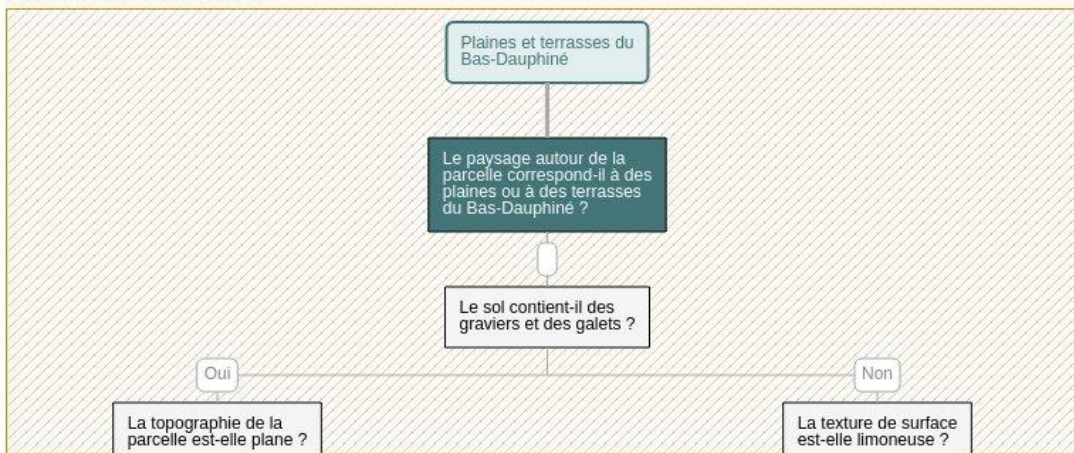 Plaines et terrasses du
Bas-Dauphiné
Le paysage autour de la
parcelle correspond-il à des
plaines ou à des terrasses
du Bas-Dauphiné ?
Le sol contient-il des
graviers et des galets ?
Oui
Non
La topographie de la
parcelle est-elle plane ?
La texture de surface
est-elle limoneuse ?